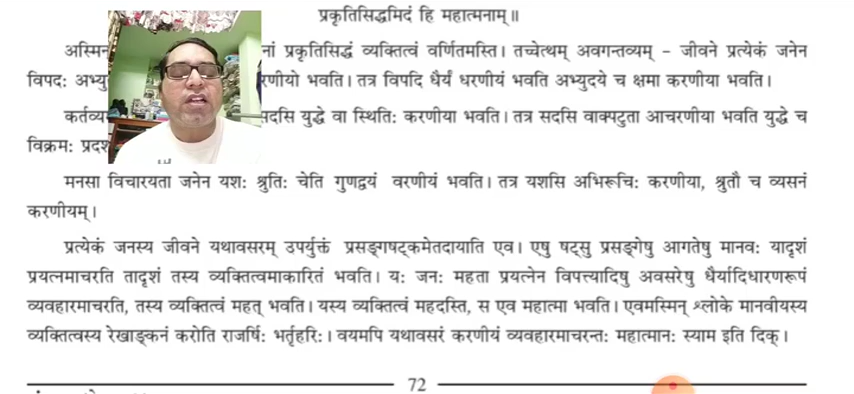 प्रकृतिसिद्धमिदं हि महात्मनाम्॥
अस्मिन नां प्रकृतिसिद्धं व्यक्तित्वं वर्णितमस्ति। तच्चेत्थम् अवगन्तव्यम् – जीवने प्रत्येकं जनेन
विपद: अभ्यु रणीयो भवति। तत्र विपदि धैर्यं धरणीयं भवति अभ्युदये च क्षमा करणीया भवति।
कर्तव्य सदसि युद्धे वा स्थिति: करणीया भवति। तत्र सदसि वाक्पटुता आचरणीया भवति युद्धे च
विक्रम: प्रदश
मनसा विचारयता जनेन यश: श्रुति: चेति गुणद्वयं वरणीयं भवति। तत्र यशसि अभिरूचि: करणीया, श्रुतौ च व्यसनं
करणीयम्।
प्रत्येकं जनस्य जीवने यथावसरम् उपर्युक्तं प्रसङ्गषट्कमेतदायाति एव। एषु षट्सु प्रसङ्गेषु आगतेषु मानव: यादृशं
प्रयत्नमाचरति तादृशं तस्य व्यक्तित्वमाकारितं भवति। य: जन: महता प्रयत्नेन विपत्त्यादिषु अवसरेषु धैर्यादिधारणरूपं
व्यवहारमाचरति, तस्य व्यक्तित्वं महत् भवति। यस्य व्यक्तित्वं महदस्ति, स एव महात्मा भवति। एवमस्मिन् श्लोके मानवीयस्य
व्यक्तित्वस्य रेखाङ्कनं करोति राजर्षि: भर्तृहरि:। वयमपि यथावसरं करणीयं व्यवहारमाचरन्त: महात्मान: स्याम इति दिक्।
72